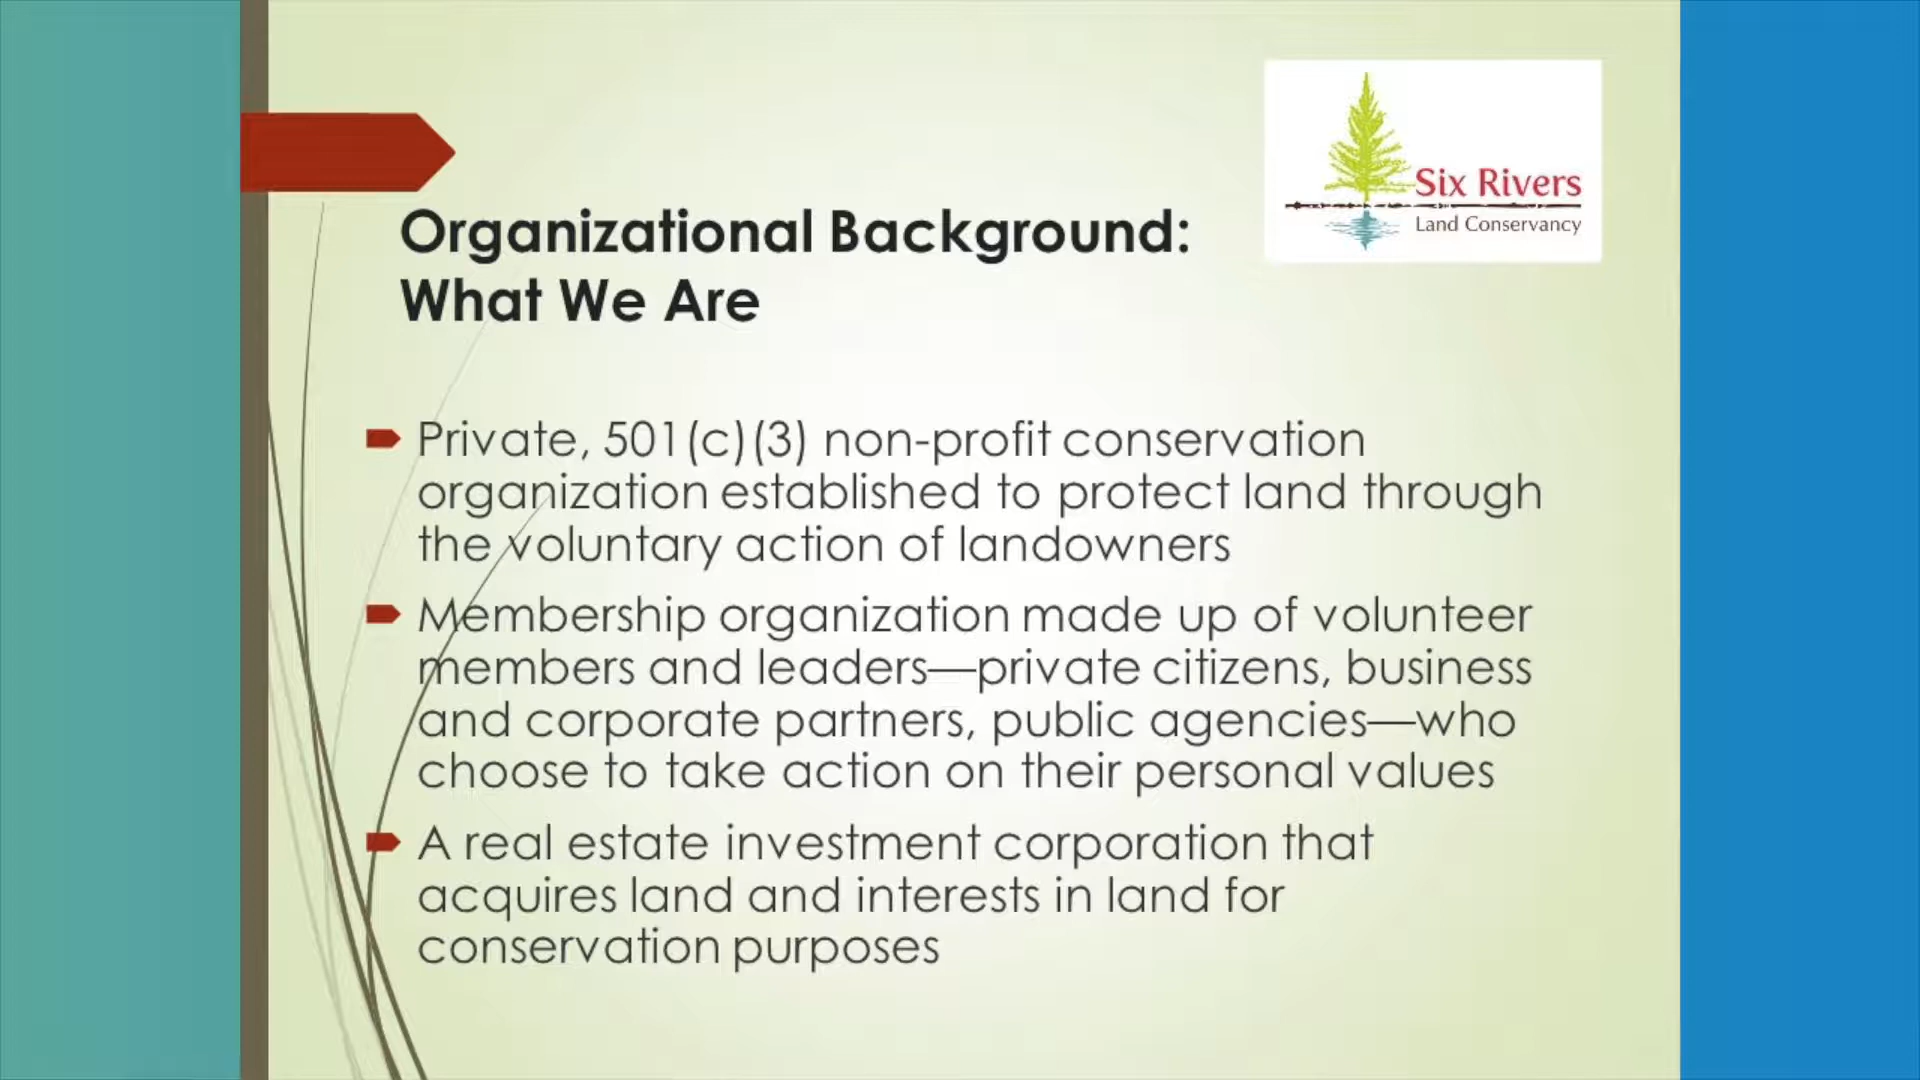 Six Rivers
Land Conservancy
Organizational Background:
What We Are
Private, 501(c)(3) non-profit conservation
organization established to protect land through
the voluntary action of landowners
Membership organization made up of volunteer
members and leaders—private citizens, business
and corporate partners, public agencies—who
choose to take action on their personal values
A real estate investment corporation that
acquires land and interests in land for
conservation purposes